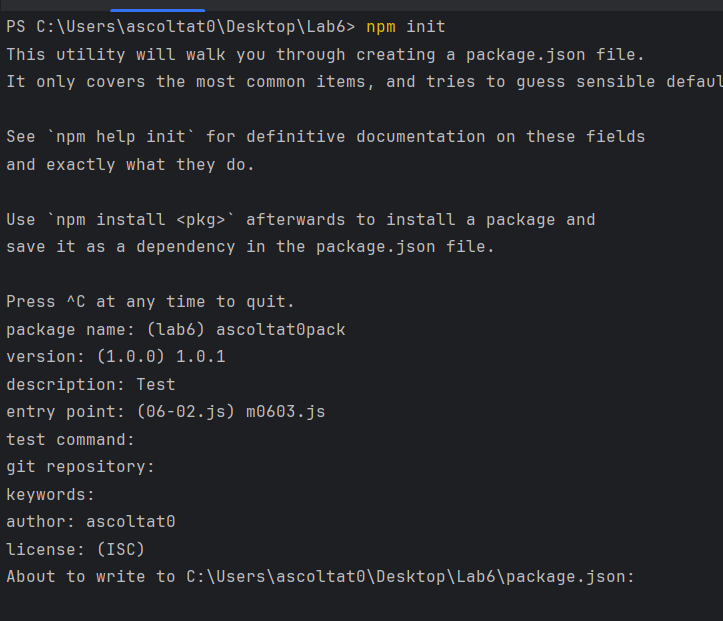 PS C:\Users\ascoltat0\Desktop\Lab6> npm init
This utility will walk you through creating a package.json file.
It only covers the most common items, and tries to guess sensible defaul
See `npm help init` for definitive documentation on these fields
and exactly what they do.
Use `npm install <pkg>` afterwards to install a package and
save it as a dependency in the package.json file.
Press ^C at any time to quit.
package name: (lab6) ascoltat0pack
version: (1.0.0) 1.0.1
description: Test
entry point: (06-02.js) m0603.js
test command:
git repository:
keywords:
author: ascoltat0
license: (ISC)
About to write to C:\Users\ascoltat0\Desktop\Lab6\package.json: